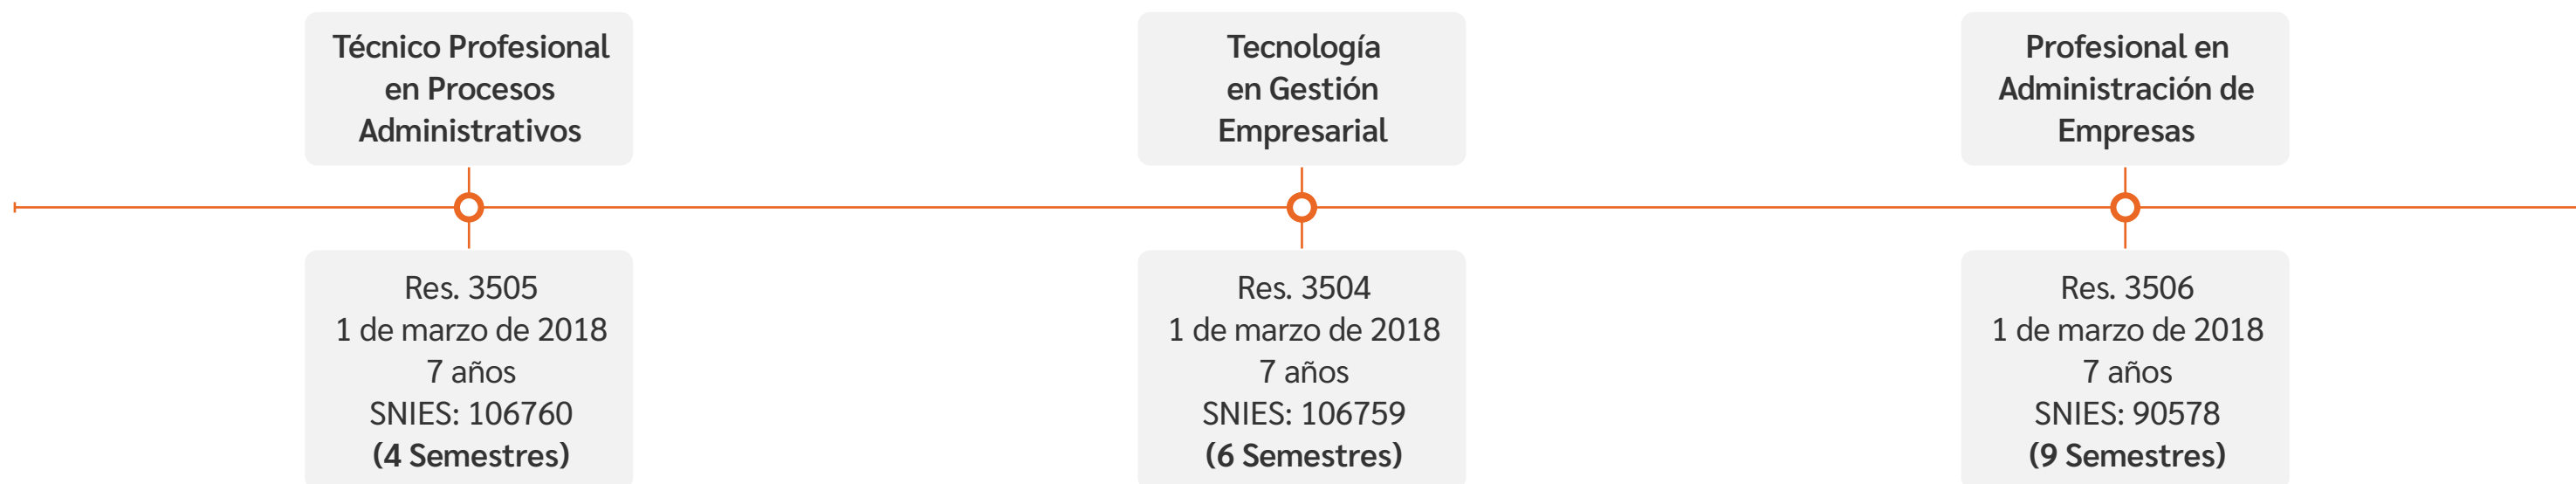 Técnico Profesional
en Procesos
Administrativos
Res. 3505
1 de marzo de 2018
7 años
SNIES: 106760
(4 Semestres)
Tecnología
en Gestión
Empresarial
Res. 3504
1 de marzo de 2018
7 años
SNIES: 106759
(6 Semestres)
Profesional en
Administración de
Empresas
Res. 3506
1 de marzo de 2018
7 años
SNIES: 90578
(9 Semestres)